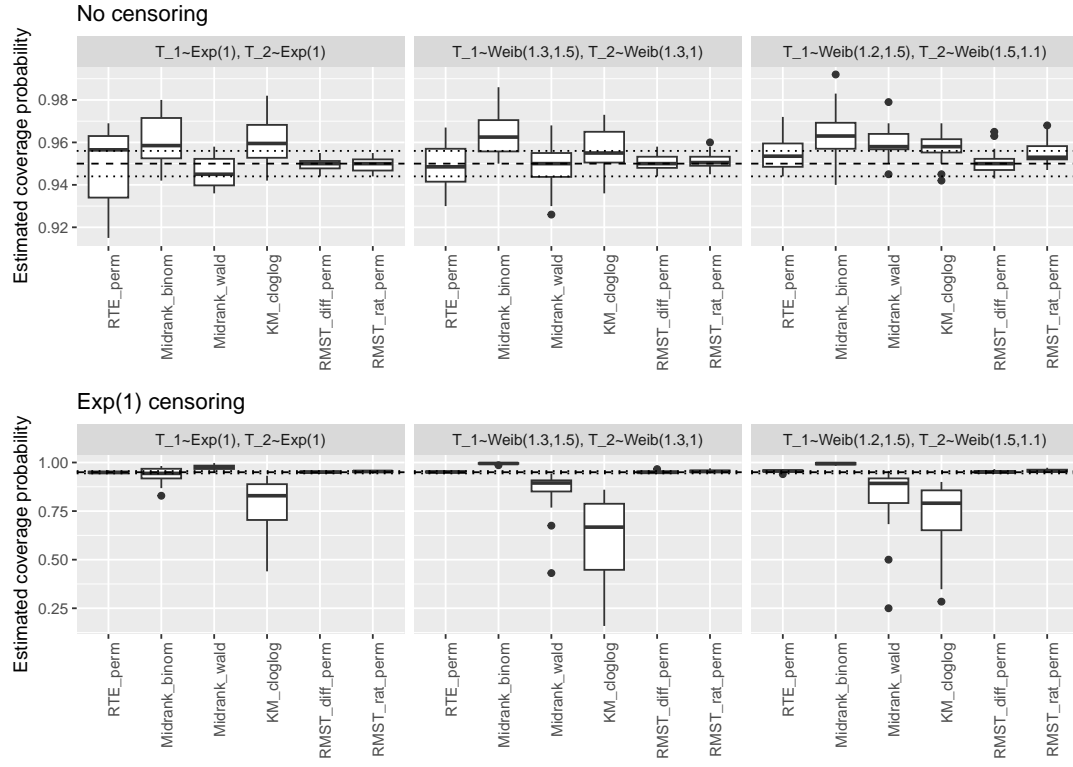 No censoring
T_1~Exp(1), T_2~Exp(1)
T_1~Weib(1.3,1.5), T_2~Weib(1.3,1)
T_1~Weib(1.2,1.5), T_2~Weib(1.5,1.1)
Estimated coverage probability
0.98
0.96
0.94
0.92
RTE_perm
Midrank_binom
Midrank_wald
KM_cloglog
RMST_diff_perm
RMST_rat_perm
RTE_perm
Midrank_binom
Midrank_wald
KM_cloglog
RMST_diff_perm
RMST_rat_perm
RTE_perm
Midrank_binom
Midrank_wald
KM_cloglog
RMST_diff_perm
RMST_rat_perm
Exp(1) censoring
T_1~Exp(1), T_2~Exp(1)
T_1~Weib(1.3,1.5), T_2~Weib(1.3,1)
T_1~Weib(1.2,1.5), T_2~Weib(1.5,1.1)
Estimated coverage probability
1.00
0.75
0.50
0.25
RTE_perm
Midrank_binom
Midrank_wald
KM_cloglog
RMST_diff_perm
RMST_rat_perm
RTE_perm
Midrank_binom
Midrank_wald
KM_cloglog
RMST_diff_perm
RMST_rat_perm
RTE_perm
Midrank_binom
Midrank_wald
KM_cloglog
RMST_diff_perm
RMST_rat_perm